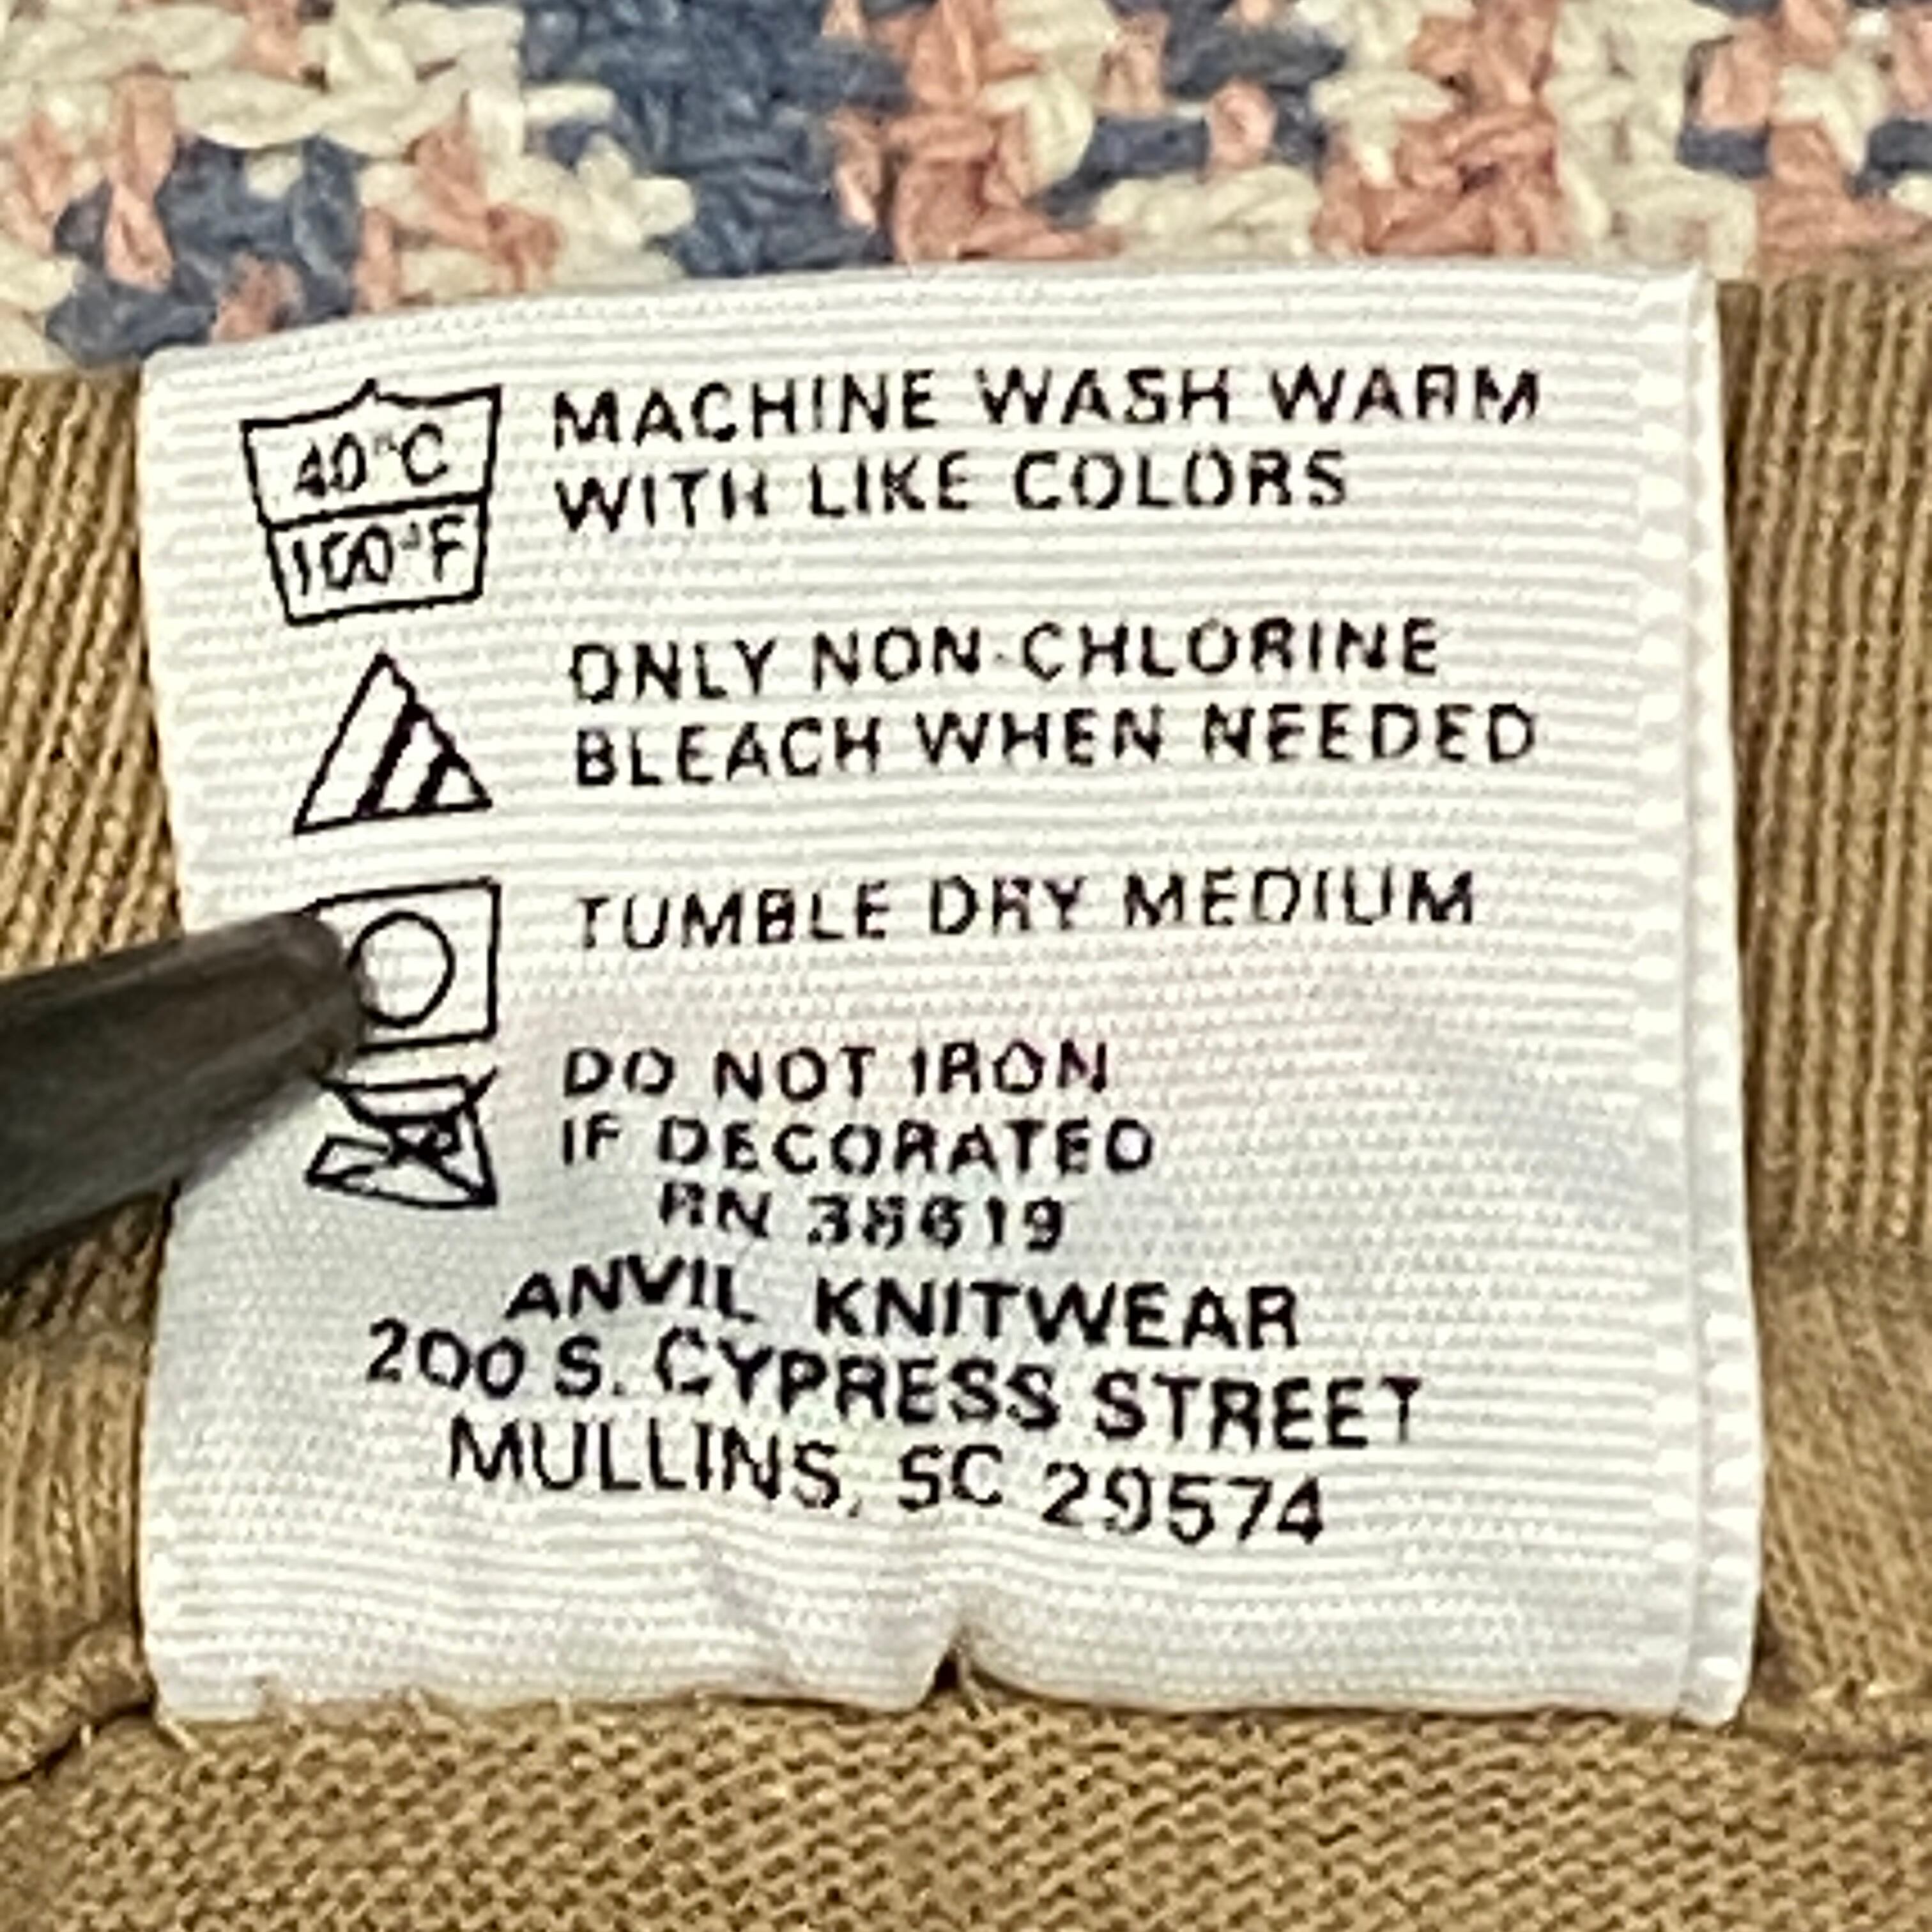 40°C
100°F
MACHINE WASH WARM
WITH LIKE COLORS
ONLY NON-CHLORINE
BLEACH WHEN NEEDED
TUMBLE DRY MEDIUM
DO NOT IRON
IF DECORATED
RN 38619
ANVIL KNITWEAR
200 S. CYPRESS STREET
MULLINS, SC 29574